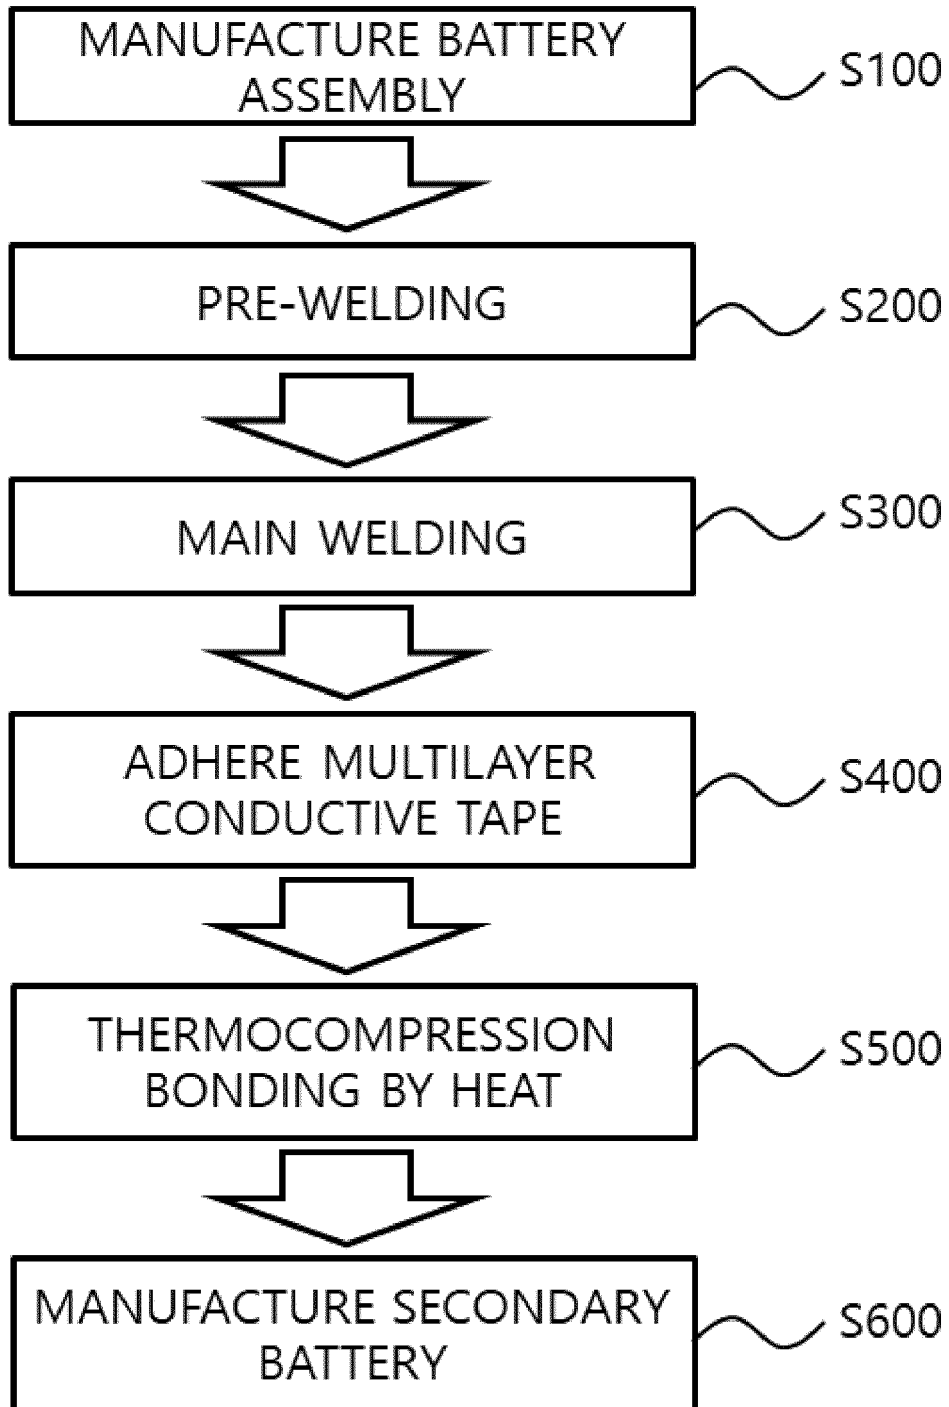 MANUFACTURE BATTERY
ASSEMBLY
S100
PRE-WELDING
S200
MAIN WELDING
S300
ADHERE MULTILAYER
CONDUCTIVE TAPE
S400
THERMOCOMPRESSION
BONDING BY HEAT
S500
MANUFACTURE SECONDARY
BATTERY
S600